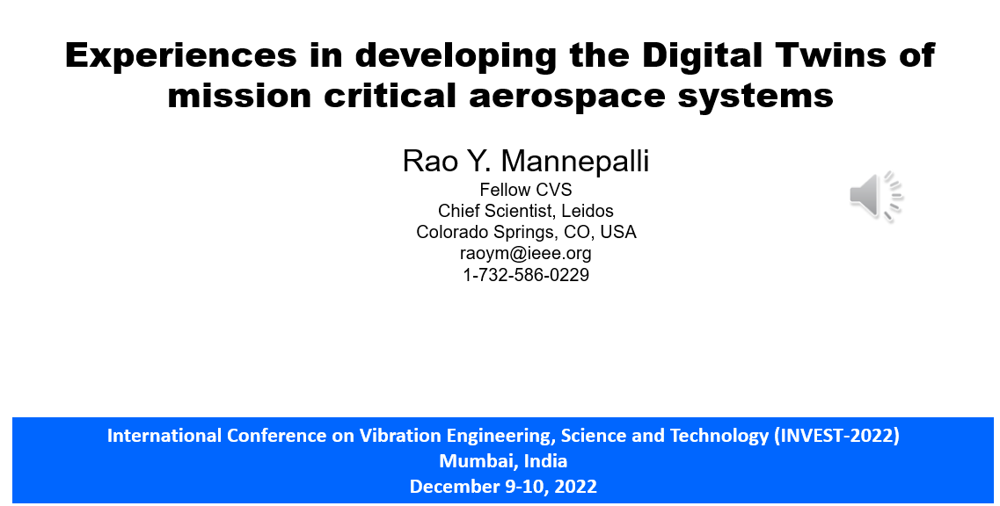 Experiences in developing the Digital Twins of
mission critical aerospace systems
Rao Y. Mannepalli
Fellow CVS
Chief Scientist, Leidos
Colorado Springs, CO, USA
raoym@ieee.org
1-732-586-0229
International Conference on Vibration Engineering, Science and Technology (INVEST-2022)
Mumbai, India
December 9-10, 2022